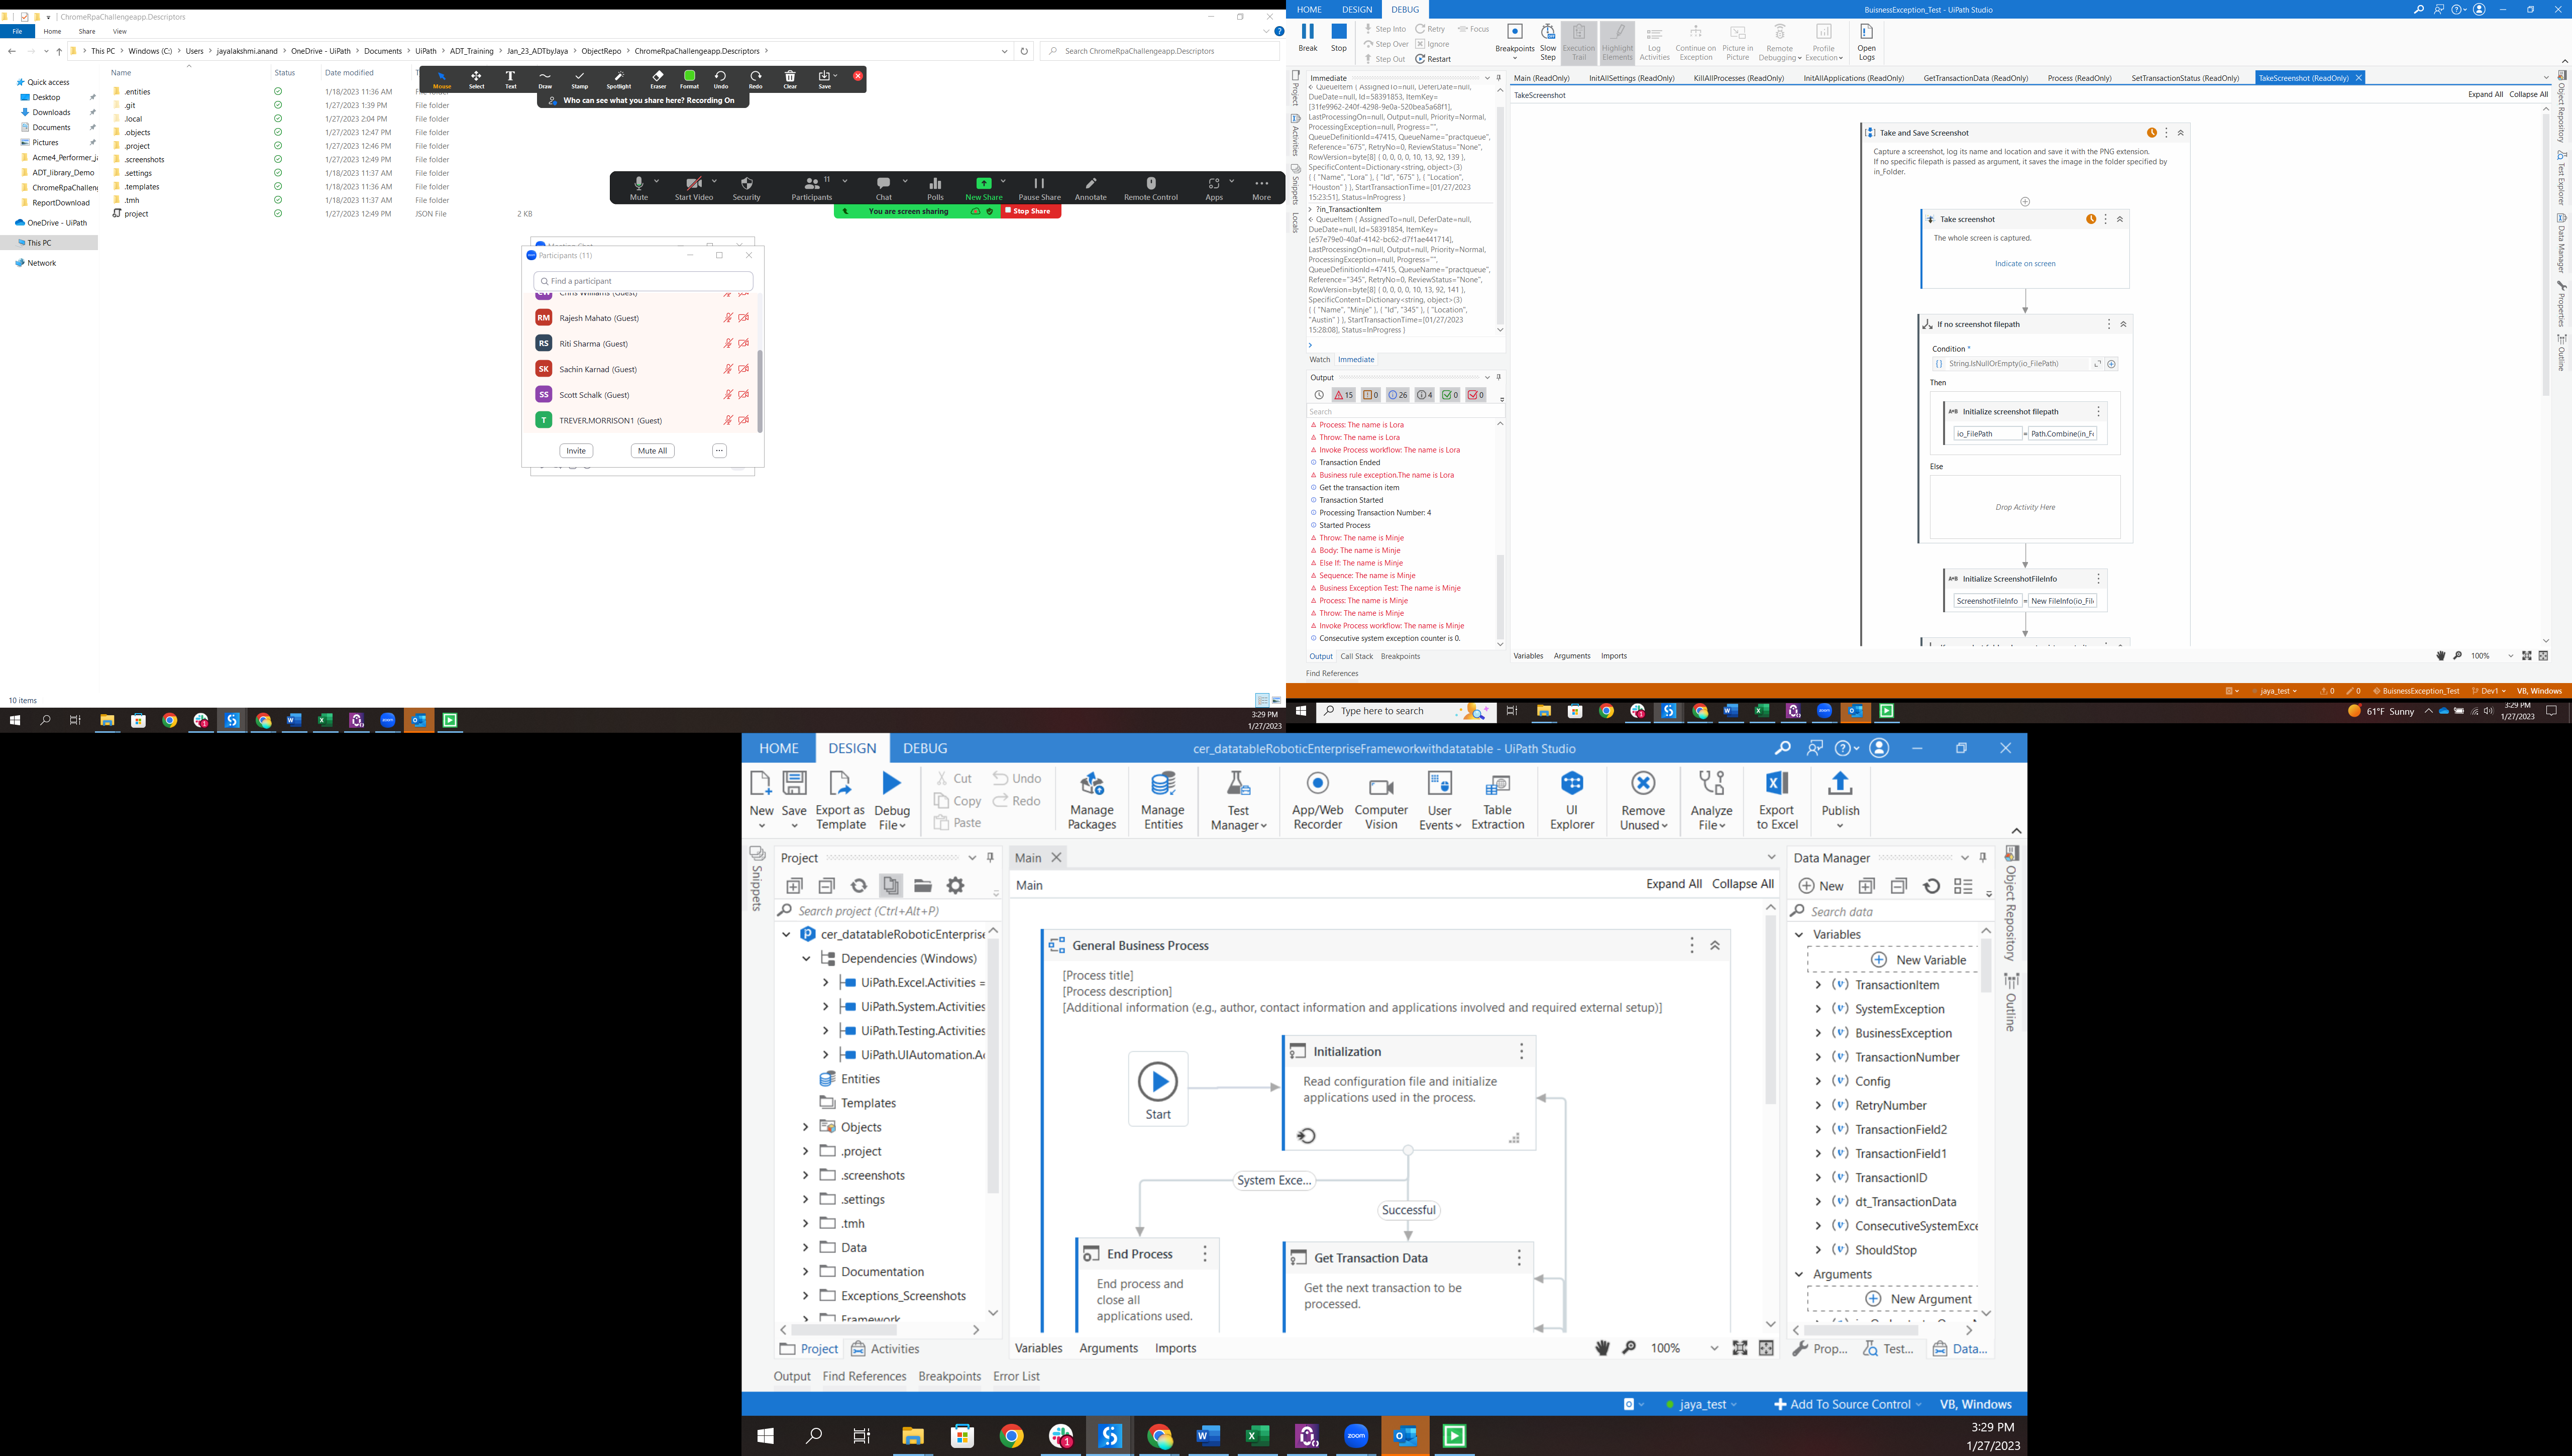 ChromeRpaChallengeapp.Descriptors
File Home Share View
This PC > Windows (C:) > Users > jayalakshmi.anand > OneDrive - UiPath > Documents > UiPath > ADT_Training > Jan_23_ADTbyJaya > ObjectRepo > ChromeRpaChallengeapp.Descriptors >
Search ChromeRpaChallengeapp.Descriptors
Name Status Date modified
Quick access
Desktop
Downloads
Documents
Pictures
Acme4_Performer_ja
ADT_library_Demo
ChromeRpaChalleng
ReportDownload
OneDrive - UiPath
This PC
Network
.entities 1/18/2023 11:36 AM File folder
.git 1/27/2023 1:39 PM File folder
.local 1/27/2023 2:04 PM File folder
.objects 1/27/2023 12:47 PM File folder
.project 1/27/2023 12:46 PM File folder
.screenshots 1/27/2023 12:49 PM File folder
.settings 1/18/2023 11:37 AM File folder
.templates 1/18/2023 11:36 AM File folder
.tmh 1/18/2023 11:37 AM File folder
project 1/27/2023 12:49 PM JSON File 2 KB
Mouse Select Text Draw Stamp Spotlight Eraser Format Undo Redo Clear Save
Who can see what you share here? Recording On
Mute Start Video Security Participants 11 Chat Polls New Share Pause Share Annotate Remote Control Apps More
You are screen sharing Stop Share
Meeting Chat
Participants (11)
Find a participant
Chris Williams (Guest)
RM Rajesh Mahato (Guest)
RS Riti Sharma (Guest)
SK Sachin Karnad (Guest)
SS Scott Schalk (Guest)
T TREVER.MORRISON1 (Guest)
Invite Mute All ...
10 items
3:29 PM
1/27/2023
HOME DESIGN DEBUG
BuisnessException_Test - UiPath Studio
Break Stop
Step Into Retry Focus
Step Over Ignore
Step Out Restart
Breakpoints
Slow Step
Execution Trail
Highlight Elements
Log Activities
Continue on Exception
Picture in Picture
Remote Debugging
Profile Execution
Open Logs
Project
Activities
Snippets
Locals
Immediate
QueueItem { AssignedTo=null, DeferDate=null,
DueDate=null, Id=58391853, ItemKey=
[31fe9962-240f-4298-9e0a-520bea5a68f1],
LastProcessingOn=null, Output=null, Priority=Normal,
ProcessingException=null, Progress="",
QueueDefinitionId=47415, QueueName="practqueue",
Reference="675", RetryNo=0, ReviewStatus="None",
RowVersion=byte[8] { 0, 0, 0, 0, 10, 13, 92, 139 },
SpecificContent=Dictionary<string, object>(3)
{ { "Name", "Lora" }, { "Id", "675" }, { "Location",
"Houston" } }, StartTransactionTime=[01/27/2023
15:23:51], Status=InProgress }
> ?in_TransactionItem
QueueItem { AssignedTo=null, DeferDate=null,
DueDate=null, Id=58391854, ItemKey=
[e57e79e0-40af-4142-bc62-d7f1ae441714],
LastProcessingOn=null, Output=null, Priority=Normal,
ProcessingException=null, Progress="",
QueueDefinitionId=47415, QueueName="practqueue",
Reference="345", RetryNo=0, ReviewStatus="None",
RowVersion=byte[8] { 0, 0, 0, 0, 10, 13, 92, 141 },
SpecificContent=Dictionary<string, object>(3)
{ { "Name", "Minje" }, { "Id", "345" }, { "Location",
"Austin" } }, StartTransactionTime=[01/27/2023
15:28:08], Status=InProgress }
>
Watch Immediate
Output
15 0 26 4 0 0
Search
Process: The name is Lora
Throw: The name is Lora
Invoke Process workflow: The name is Lora
Transaction Ended
Business rule exception.The name is Lora
Get the transaction item
Transaction Started
Processing Transaction Number: 4
Started Process
Throw: The name is Minje
Body: The name is Minje
Else If: The name is Minje
Sequence: The name is Minje
Business Exception Test: The name is Minje
Process: The name is Minje
Throw: The name is Minje
Invoke Process workflow: The name is Minje
Consecutive system exception counter is 0.
Output Call Stack Breakpoints
Find References
Main (ReadOnly) InitAllSettings (ReadOnly) KillAllProcesses (ReadOnly) InitAllApplications (ReadOnly) GetTransactionData (ReadOnly) Process (ReadOnly) SetTransactionStatus (ReadOnly) TakeScreenshot (ReadOnly)
TakeScreenshot
Expand All Collapse All
Take and Save Screenshot
Capture a screenshot, log its name and location and save it with the PNG extension.
If no specific filepath is passed as argument, it saves the image in the folder specified by
in_Folder.
Take screenshot
The whole screen is captured.
Indicate on screen
If no screenshot filepath
Condition *
String.IsNullOrEmpty(io_FilePath)
Then
Initialize screenshot filepath
io_FilePath = Path.Combine(in_Fo
Else
Drop Activity Here
Initialize ScreenshotFileInfo
ScreenshotFileInfo = New FileInfo(io_File
Variables Arguments Imports
100%
Object Repository
Test Explorer
Data Manager
Properties
Outline
jaya_test 0 0 BuisnessException_Test Dev1 VB, Windows
Type here to search
61°F Sunny
3:29 PM
1/27/2023
HOME DESIGN DEBUG
cer_datatableRoboticEnterpriseFrameworkwithdatatable - UiPath Studio
New Save
Export as Template
Debug File
Cut Copy Paste
Undo Redo
Manage Packages
Manage Entities
Test Manager
App/Web Recorder
Computer Vision
User Events
Table Extraction
UI Explorer
Remove Unused
Analyze File
Export to Excel
Publish
Snippets
Project
Search project (Ctrl+Alt+P)
cer_datatableRoboticEnterprise
Dependencies (Windows)
UiPath.Excel.Activities =
UiPath.System.Activities
UiPath.Testing.Activities
UiPath.UIAutomation.Ac
Entities
Templates
Objects
.project
.screenshots
.settings
.tmh
Data
Documentation
Exceptions_Screenshots
Framework
Project Activities
Main
Main
Expand All Collapse All
General Business Process
[Process title]
[Process description]
[Additional information (e.g., author, contact information and applications involved and required external setup)]
Start
Initialization
Read configuration file and initialize
applications used in the process.
System Exce...
Successful
End Process
End process and
close all
applications used.
Get Transaction Data
Get the next transaction to be
processed.
Variables Arguments Imports
100%
Data Manager
New
Search data
Variables
New Variable
TransactionItem
SystemException
BusinessException
TransactionNumber
Config
RetryNumber
TransactionField2
TransactionField1
TransactionID
dt_TransactionData
ConsecutiveSystemExce
ShouldStop
Arguments
New Argument
Prop... Test... Data...
Object Repository
Outline
Output Find References Breakpoints Error List
jaya_test Add To Source Control VB, Windows
3:29 PM
1/27/2023